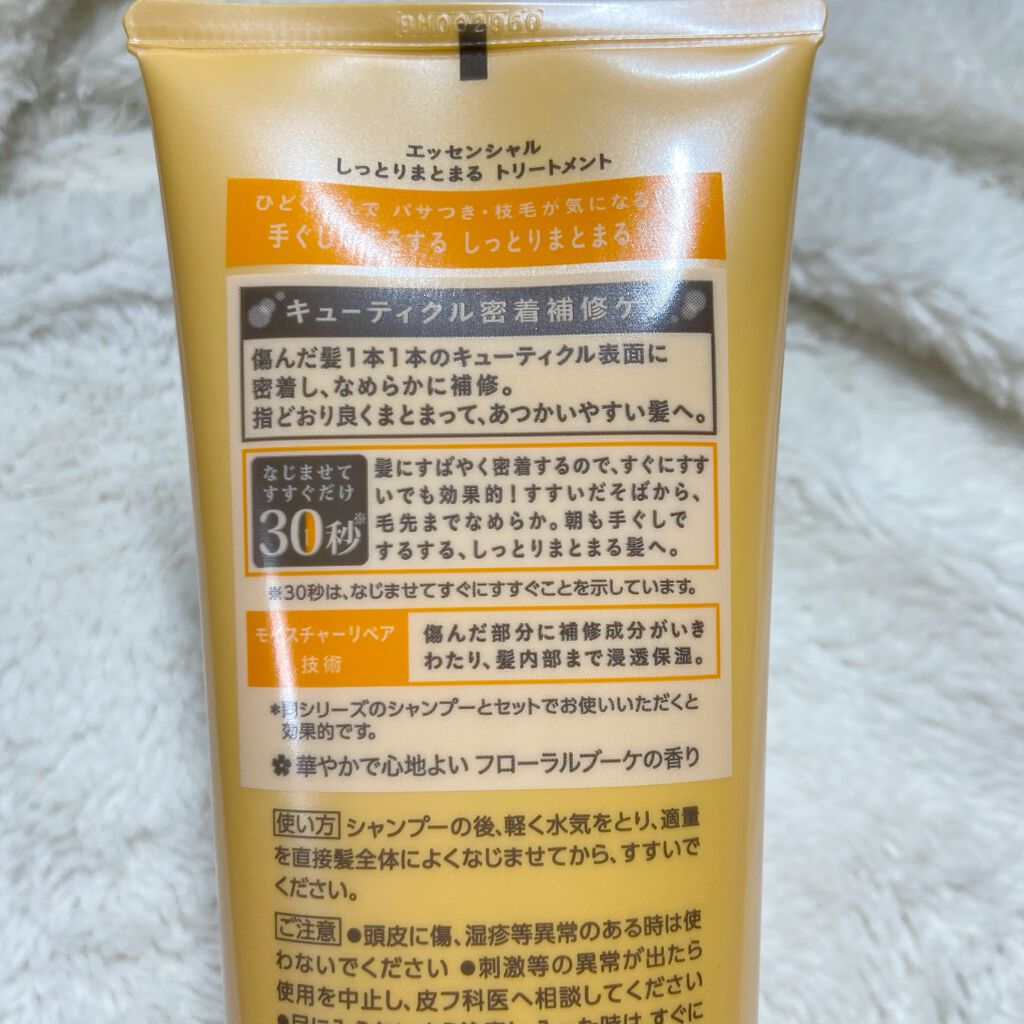 BH092960
エッセンシャル
しっとりまとまる トリートメント
パサつき・枝毛が気になる
しっとりまとまる
キューティクル密着補修
傷んだ髪1本1本のキューティクル表面に
密着し、なめらかに補修。
指どおり良くまとまって、あつかいやすい髪へ。
なじませて
すすぐだけ
30秒※
髪にすばやく密着するので、すぐにすす
いでも効果的!すすいだそばから、
毛先までなめらか。朝も手ぐしで
するする、しっとりまとまる髪へ。
※30秒は、なじませてすぐにすすぐことを示しています。
モイスチャーリペア
技術
傷んだ部分に補修成分がいき
わたり、髪内部まで浸透保湿。
*同シリーズのシャンプーとセットでお使いいただくと
効果的です。
華やかで心地よい フローラルブーケの香り
使い方 シャンプーの後、軽く水気をとり、適量
を直接髪全体によくなじませてから、すすいで
ください。
ご注意 ●頭皮に傷、湿疹等異常のある時は使
わないでください ●刺激等の異常が出たら
使用を中止し、皮フ科医へ相談してください
時は、すぐに